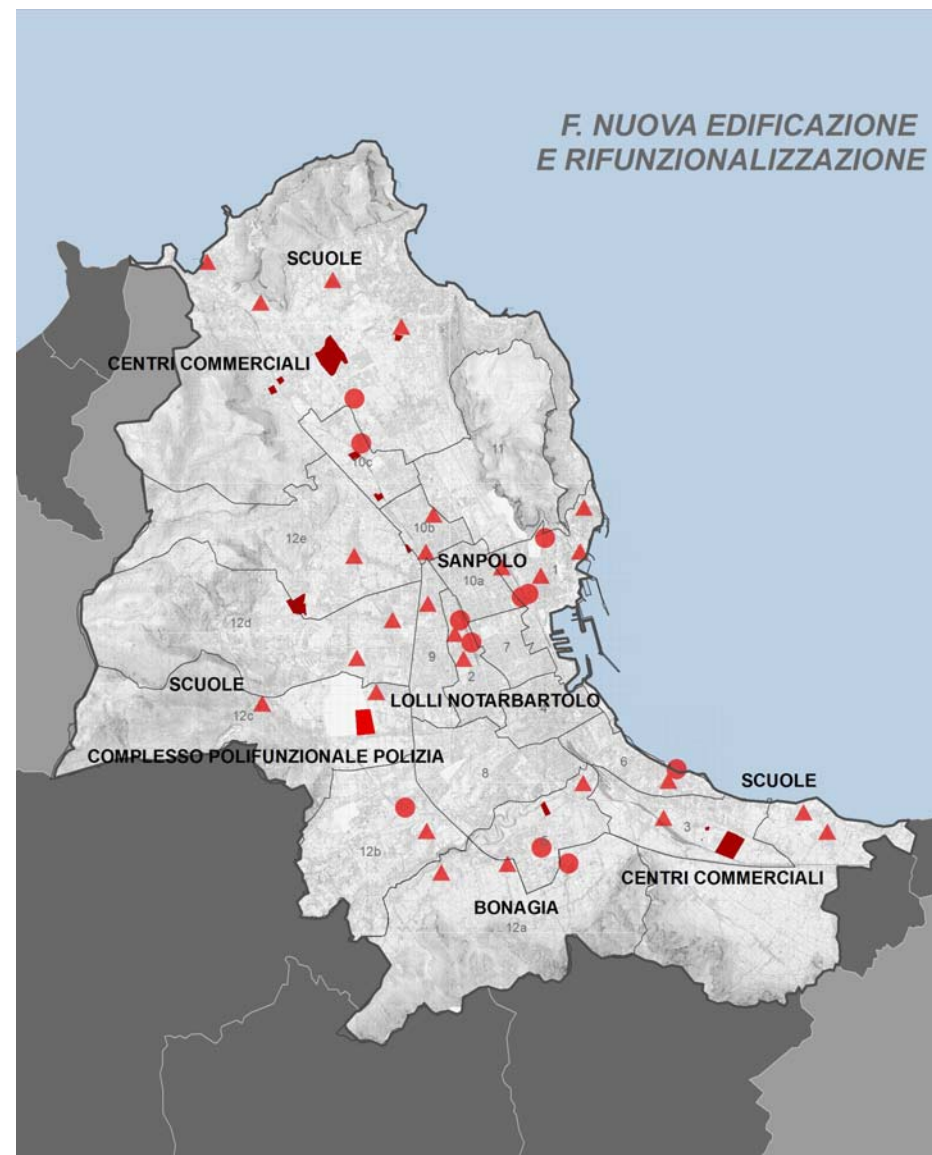 F. NUOVA EDIFICAZIONE
E RIFUNZIONALIZZAZIONE
SCUOLE
CENTRI COMMERCIALI
10c
11
12e
10b
SANPOLO
10a
1
12d
7
9
2
SCUOLE
12c
LOLLI NOTARBARTOLO
4
COMPLESSO POLIFUNZIONALE POLIZIA
8
6
SCUOLE
3
12b
CENTRI COMMERCIALI
BONAGIA
12a